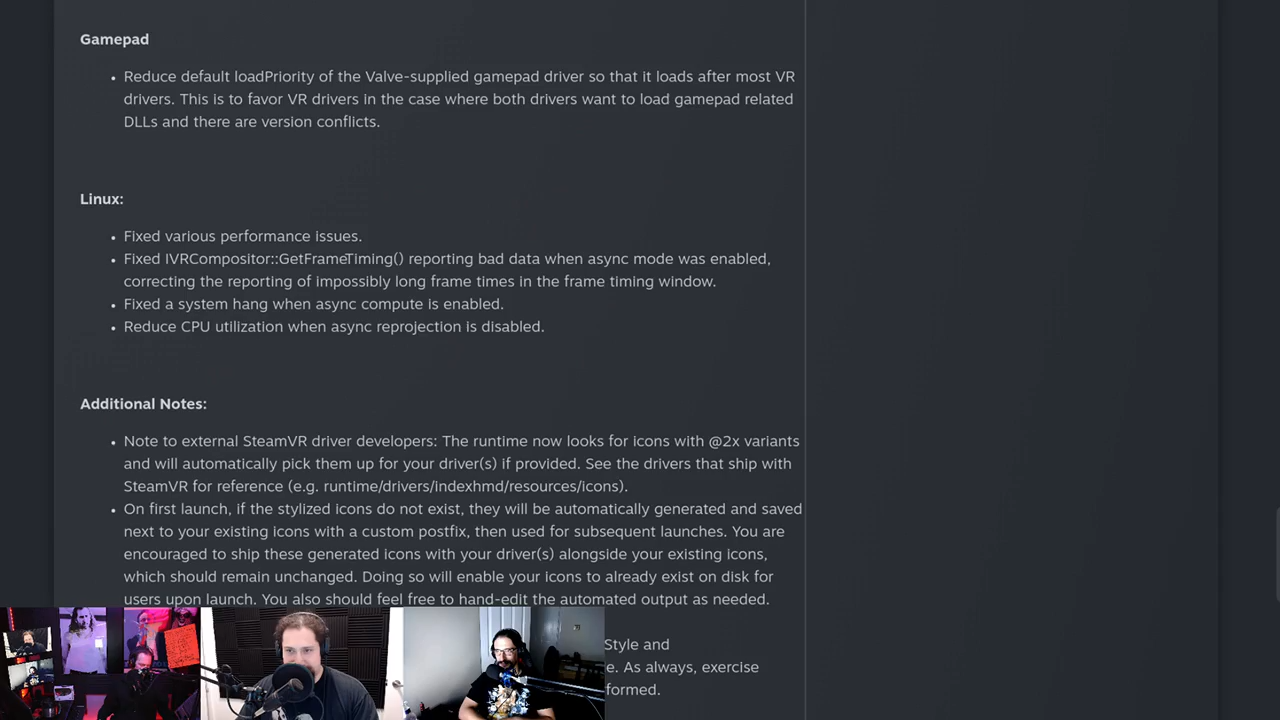 Gamepad
• Reduce default loadPriority of the Valve-supplied gamepad driver so that it loads after most VR
drivers. This is to favor VR drivers in the case where both drivers want to load gamepad related
DLLs and there are version conflicts.
Linux:
• Fixed various performance issues.
• Fixed IVRCompositor::GetFrameTiming() reporting bad data when async mode was enabled,
correcting the reporting of impossibly long frame times in the frame timing window.
• Fixed a system hang when async compute is enabled.
• Reduce CPU utilization when async reprojection is disabled.
Additional Notes:
• Note to external SteamVR driver developers: The runtime now looks for icons with @2x variants
and will automatically pick them up for your driver(s) if provided. See the drivers that ship with
SteamVR for reference (e.g. runtime/drivers/indexhmd/resources/icons).
• On first launch, if the stylized icons do not exist, they will be automatically generated and saved
next to your existing icons with a custom postfix, then used for subsequent launches. You are
encouraged to ship these generated icons with your driver(s) alongside your existing icons,
which should remain unchanged. Doing so will enable your icons to already exist on disk for
users upon launch. You also should feel free to hand-edit the automated output as needed.
Style and
e. As always, exercise
formed.